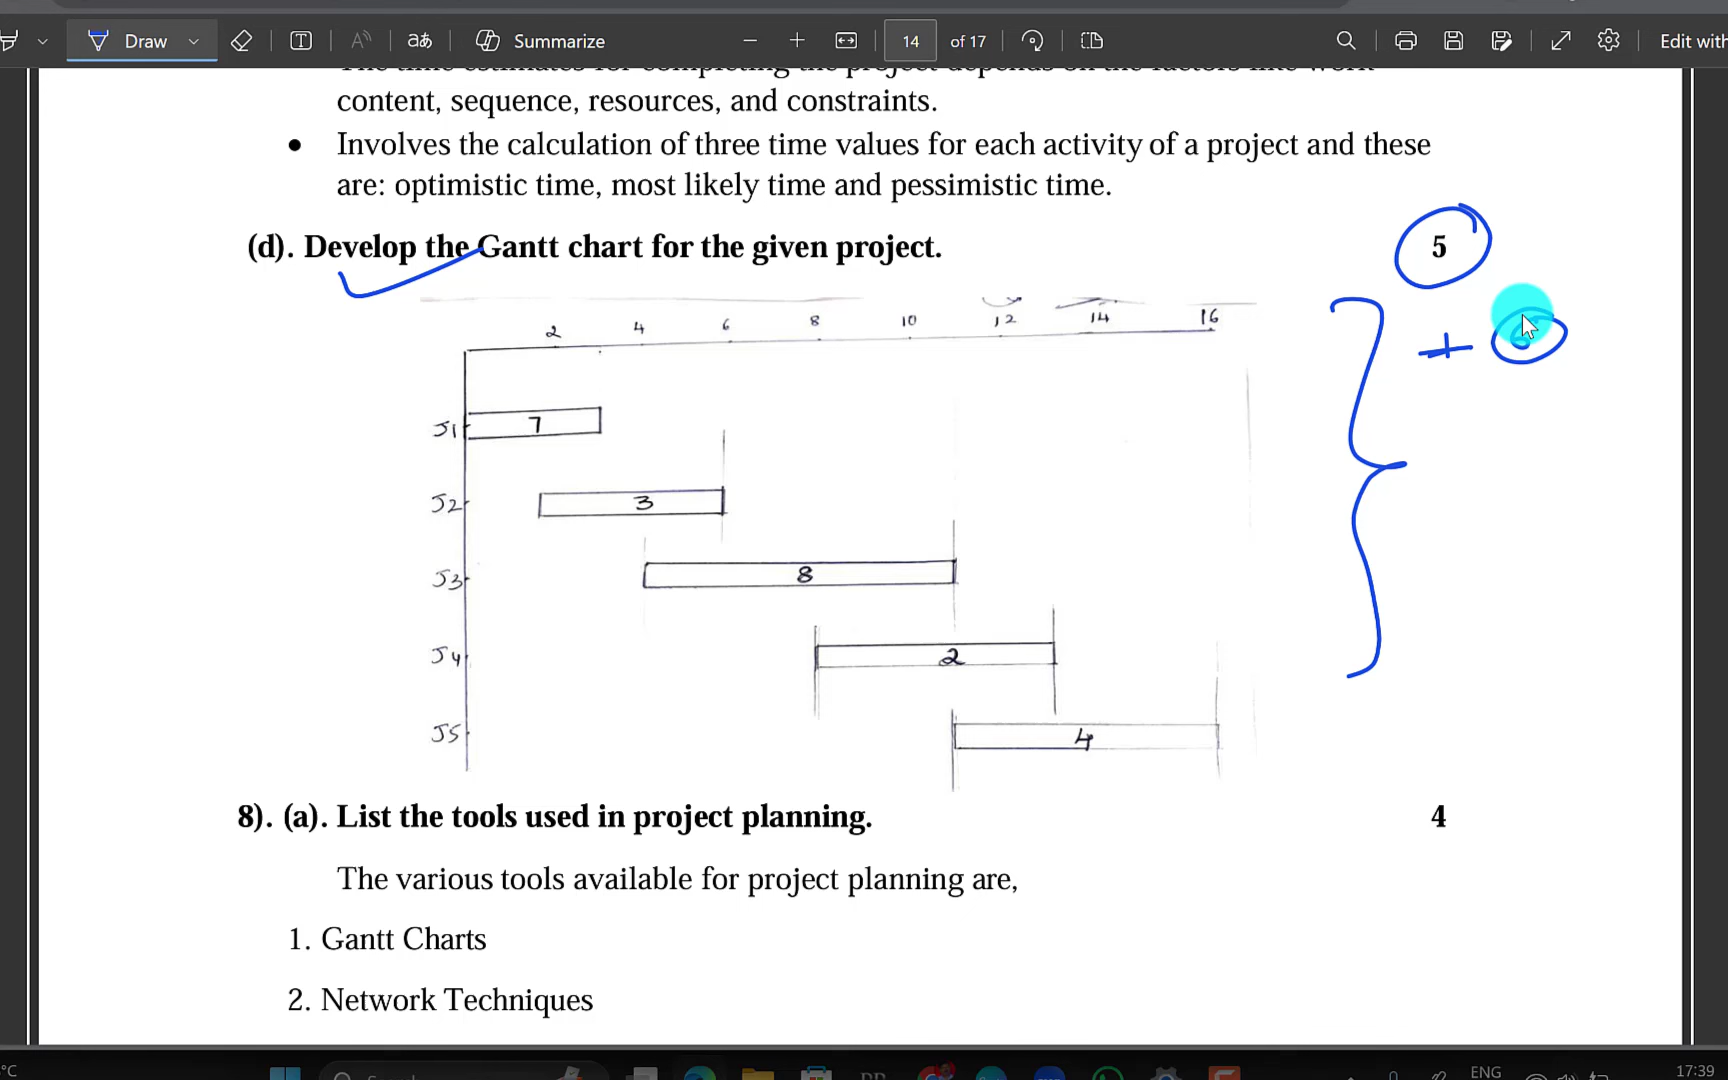 Draw
T
A
aあ
Summarize
14
of 17
Edit with
content, sequence, resources, and constraints.
• Involves the calculation of three time values for each activity of a project and these
are: optimistic time, most likely time and pessimistic time.
(d). Develop the Gantt chart for the given project.
5
+
2 4 6 8 10 12 14 16
J1 7
J2 3
J3 8
J4 2
J5 4
8). (a). List the tools used in project planning.
4
The various tools available for project planning are,
1. Gantt Charts
2. Network Techniques
°C
ENG
17:39